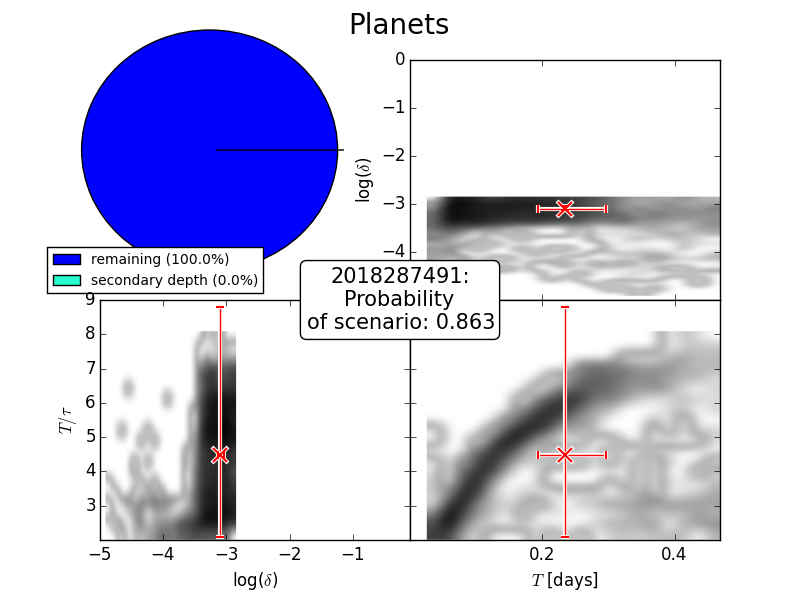 Planets
remaining (100.0%)
secondary depth (0.0%)
0
−1
−2
−3
−4
log(δ)
2018287491:
Probability
of scenario: 0.863
9
8
7
6
5
4
3
T/τ
−5
−4
−3
−2
−1
log(δ)
0.2
0.4
T [days]